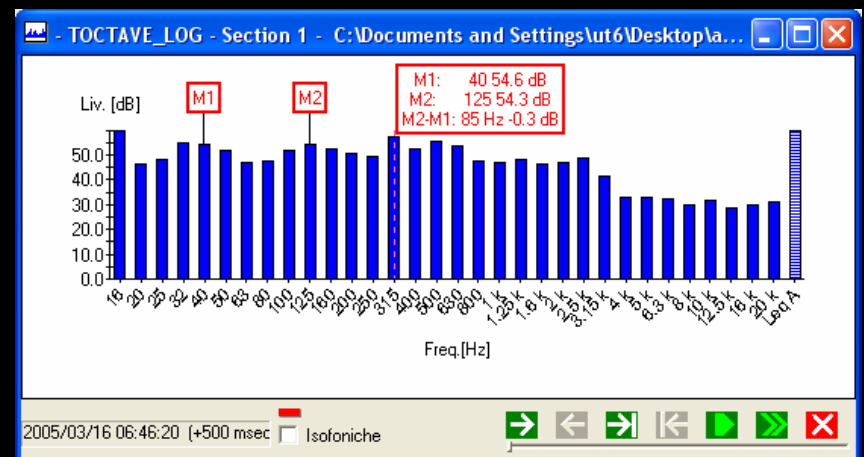 - TOCTAVE_LOG - Section 1 - C:\Documents and Settings\ut6\Desktop\a...
M1: 40 54.6 dB
M2: 125 54.3 dB
M2-M1: 85 Hz -0.3 dB
Liv. [dB]
M1
M2
50.0
40.0
30.0
20.0
10.0
0.0
16 20 25 32 40 50 63 80 100 125 160 200 250 315 400 500 630 800 1 k 1.25 k 1.6 k 2 k 2.5 k 3.15 k 4 k 5 k 6.3 k 8 k 10 k 12.5 k 16 k 20 k Leq A
Freq.[Hz]
2005/03/16 06:46:20 (+500 msec
Isofoniche